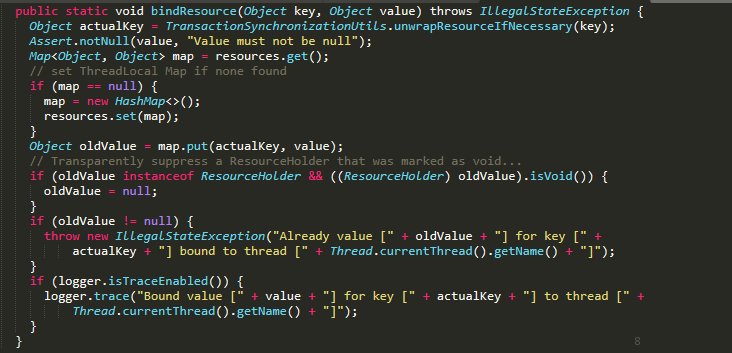 public static void bindResource(Object key, Object value) throws IllegalStateException {
Object actualKey = TransactionSynchronizationUtils.unwrapResourceIfNecessary(key);
Assert.notNull(value, "Value must not be null");
Map<Object, Object> map = resources.get();
// set ThreadLocal Map if none found
if (map == null) {
map = new HashMap<>();
resources.set(map);
}
Object oldValue = map.put(actualKey, value);
// Transparently suppress a ResourceHolder that was marked as void...
if (oldValue instanceof ResourceHolder && ((ResourceHolder) oldValue).isVoid()) {
oldValue = null;
}
if (oldValue != null) {
throw new IllegalStateException("Already value [" + oldValue + "] for key [" +
actualKey + "] bound to thread [" + Thread.currentThread().getName() + "]");
}
if (logger.isTraceEnabled()) {
logger.trace("Bound value [" + value + "] for key [" + actualKey + "] to thread [" +
Thread.currentThread().getName() + "]");
}
}
8